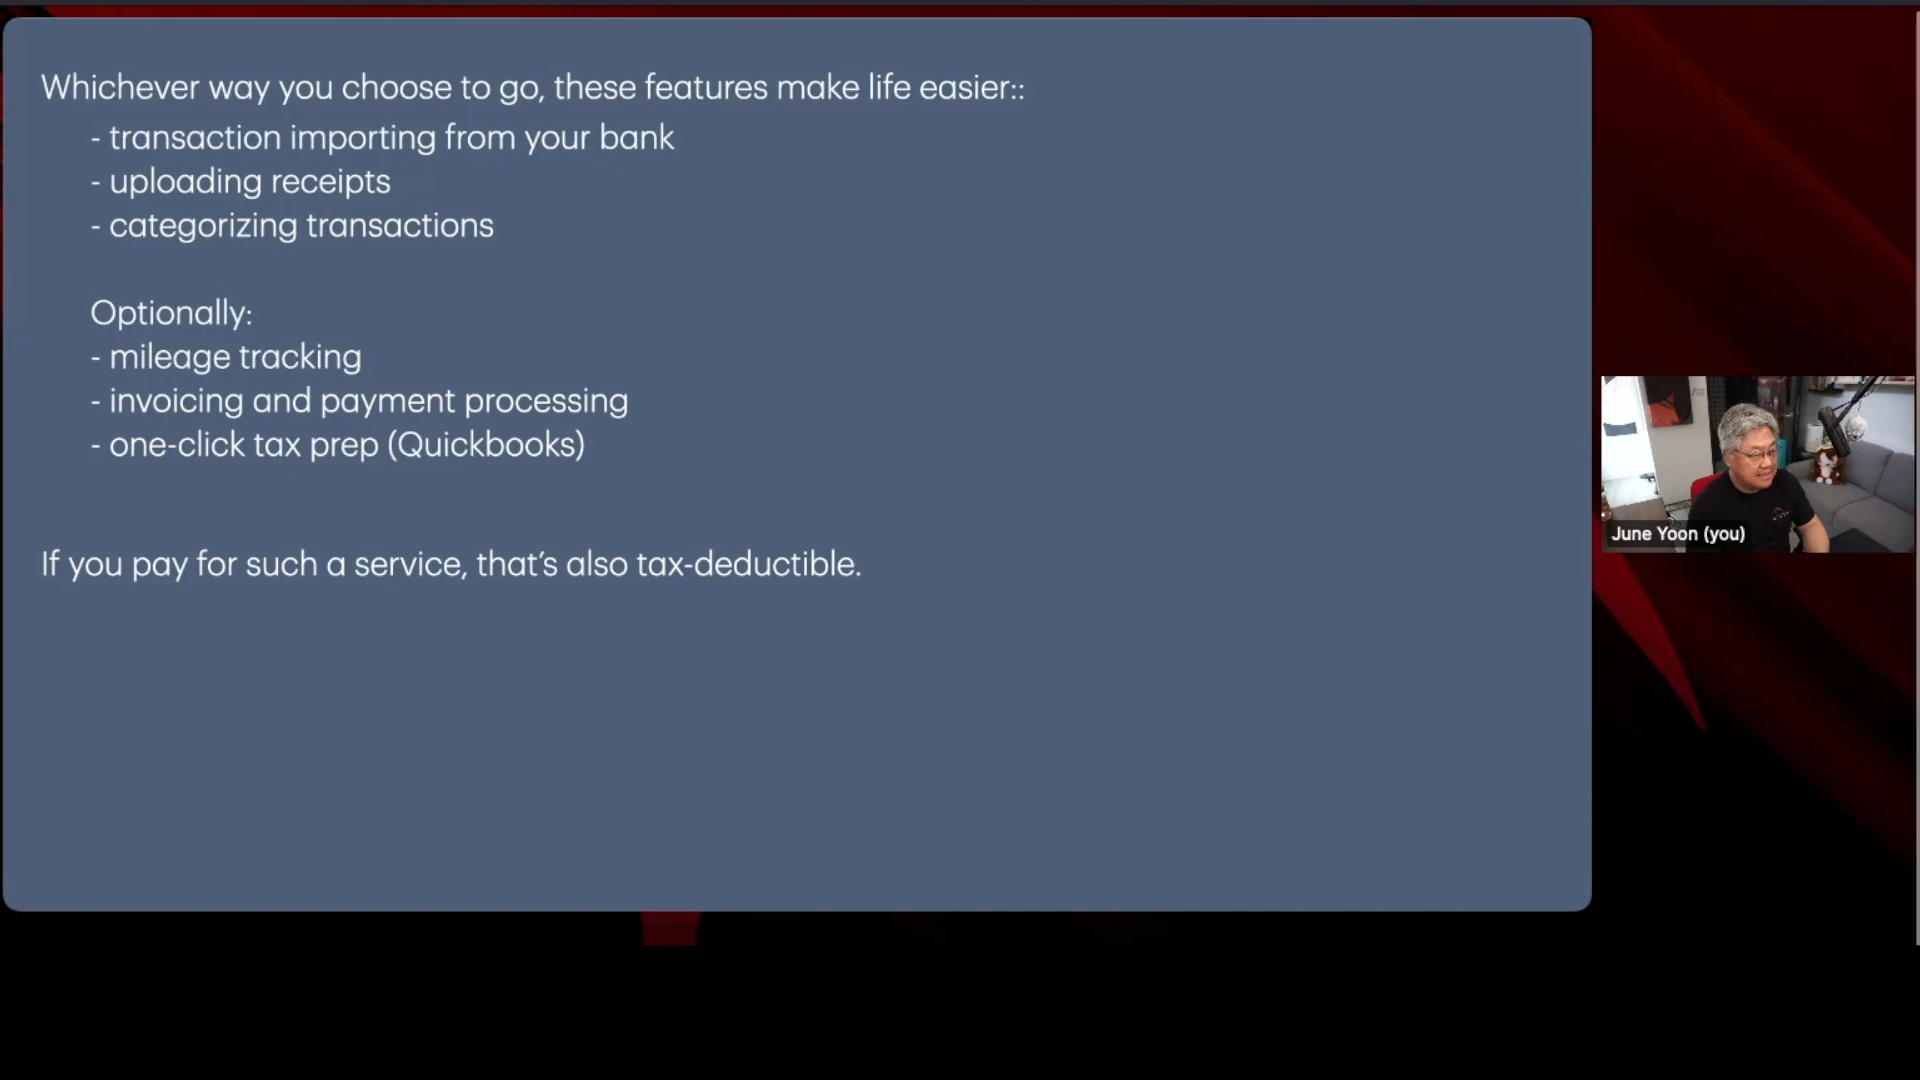 Whichever way you choose to go, these features make life easier::
- transaction importing from your bank
- uploading receipts
- categorizing transactions
Optionally:
- mileage tracking
- invoicing and payment processing
- one-click tax prep (Quickbooks)
If you pay for such a service, that’s also tax-deductible.
June Yoon (you)